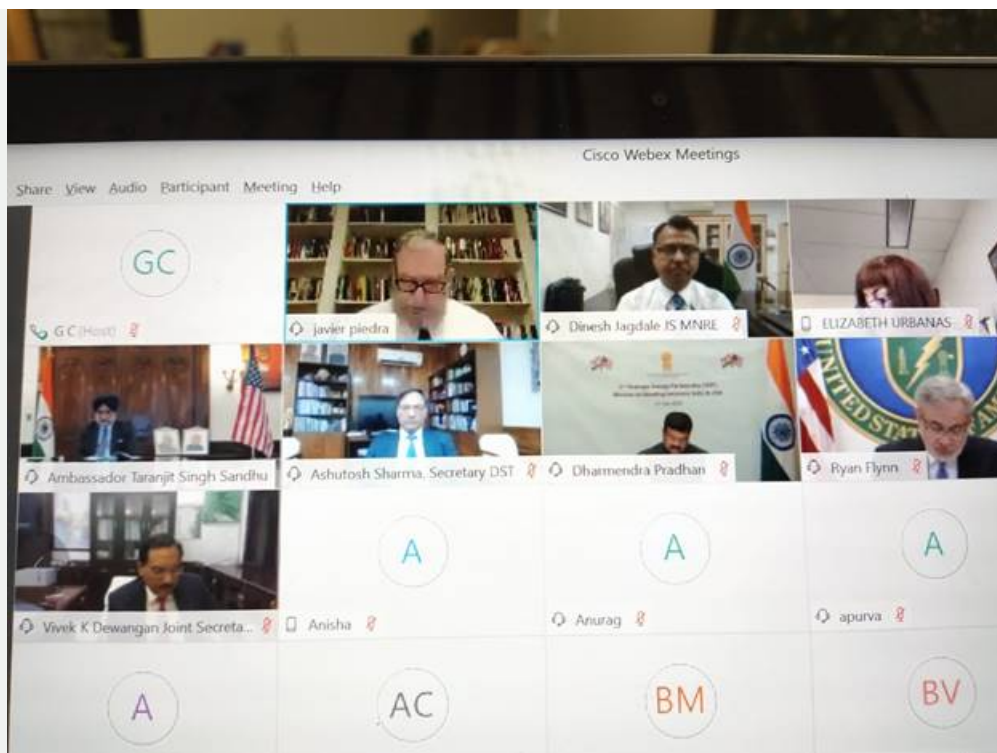 Cisco Webex Meetings
Share View Audio Participant Meeting Help
GC
G C (Host)
javier piedra
Dinesh Jagdale JS MNRE
ELIZABETH URBANAS
UNITED STA
Ambassador Taranjit Singh Sandhu
Ashutosh Sharma. Secretary DST
Dharmendra Pradhan
Ryan Flynn
Vivek K Dewangan Joint Secreta...
A
Anisha
A
Anurag
A
apurva
A
AC
BM
BV